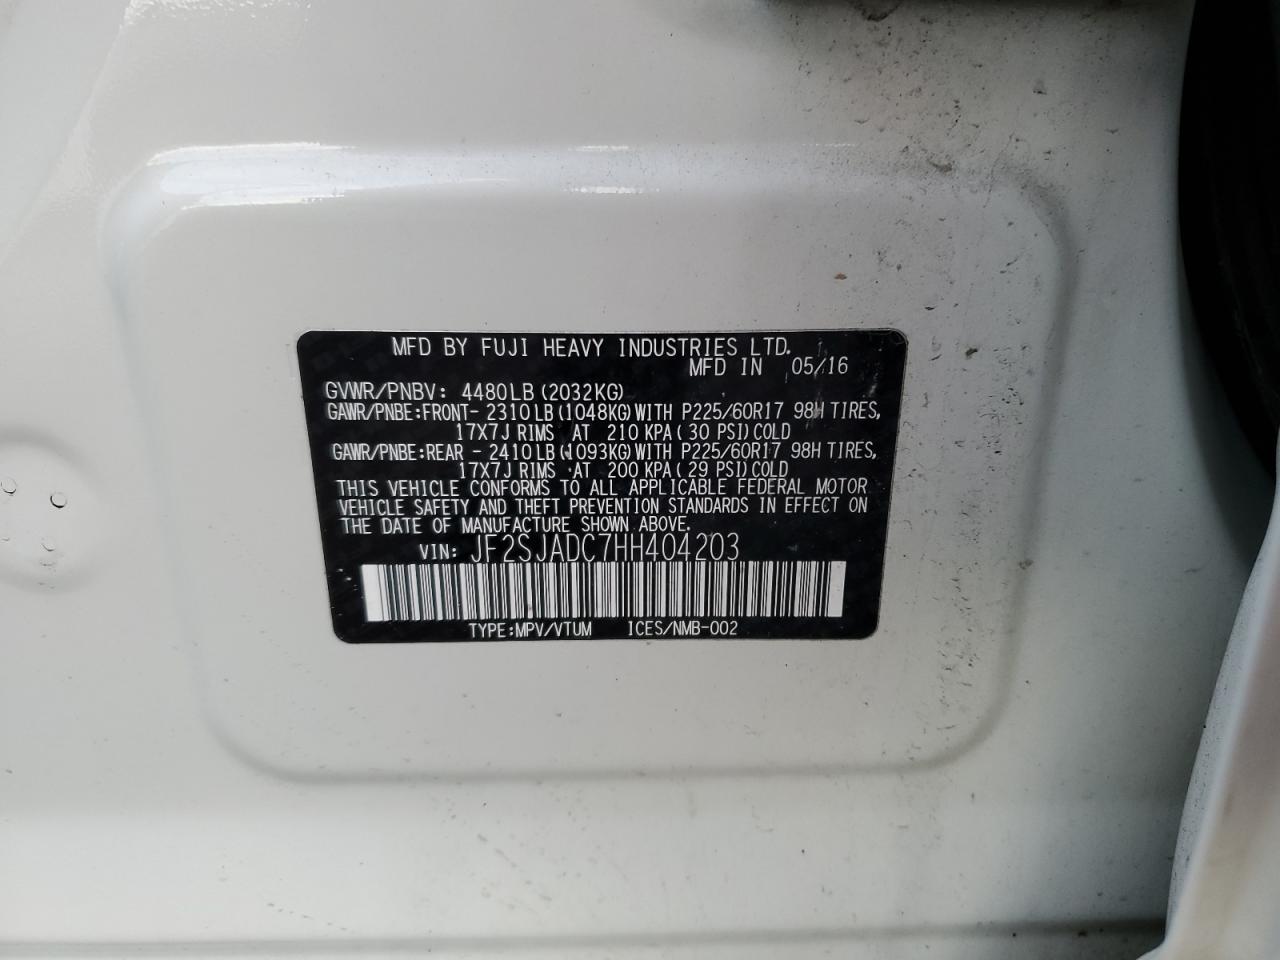 MFD BY FUJI HEAVY INDUSTRIES LTD.
MFD IN 05/16
GVWR/PNBV: 4480LB(2032KG)
GAWR/PNBE:FRONT- 2310LB(1048KG)WITH P225/60R17 98H TIRES,
17X7J RIMS AT 210 KPA(30 PSI)COLD
GAWR/PNBE:REAR - 2410LB(1093KG)WITH P225/60R17 98H TIRES,
17X7J RIMS AT 200 KPA(29 PSI)COLD
THIS VEHICLE CONFORMS TO ALL APPLICABLE FEDERAL MOTOR
VEHICLE SAFETY AND THEFT PREVENTION STANDARDS IN EFFECT ON
THE DATE OF MANUFACTURE SHOWN ABOVE.
VIN: JF2SJADC7HH404203
TYPE:MPV/VTUM ICES/NMB-002